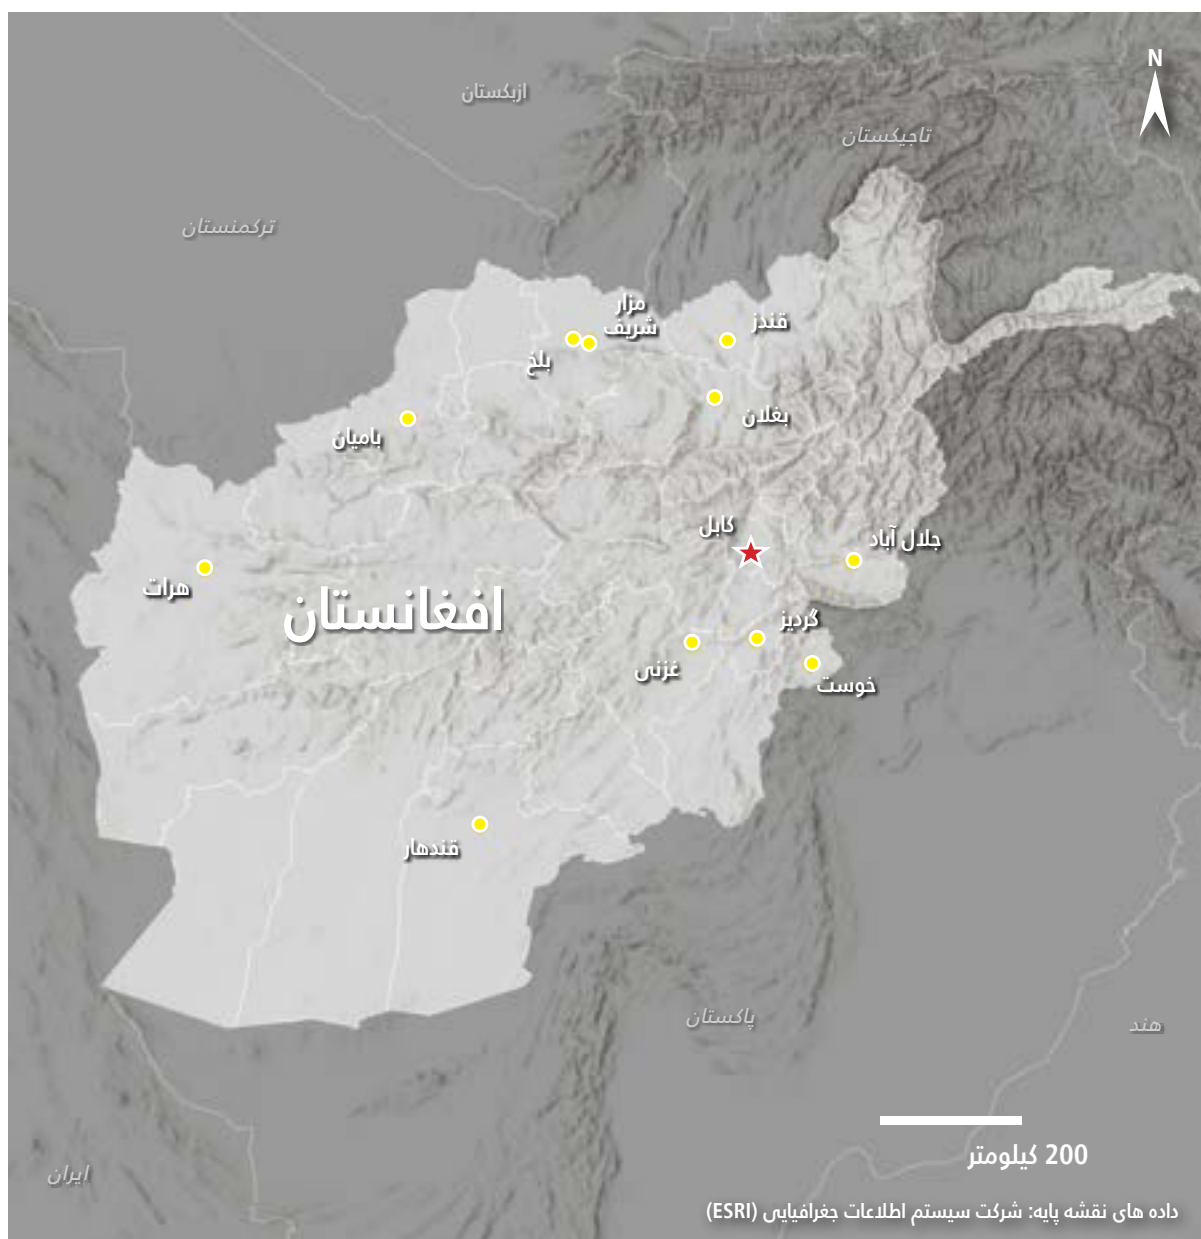 N
ازبکستان
تاجیکستان
ترکمنستان
مزار
شریف
قندز
بلخ
بغلان
بامیان
کابل
جلال آباد
هرات
افغانستان
گردیز
غزنی
خوست
قندهار
پاکستان
هند
200 کیلومتر
ایران
داده های نقشه پایه: شرکت سیستم اطلاعات جغرافیایی (ESRI)